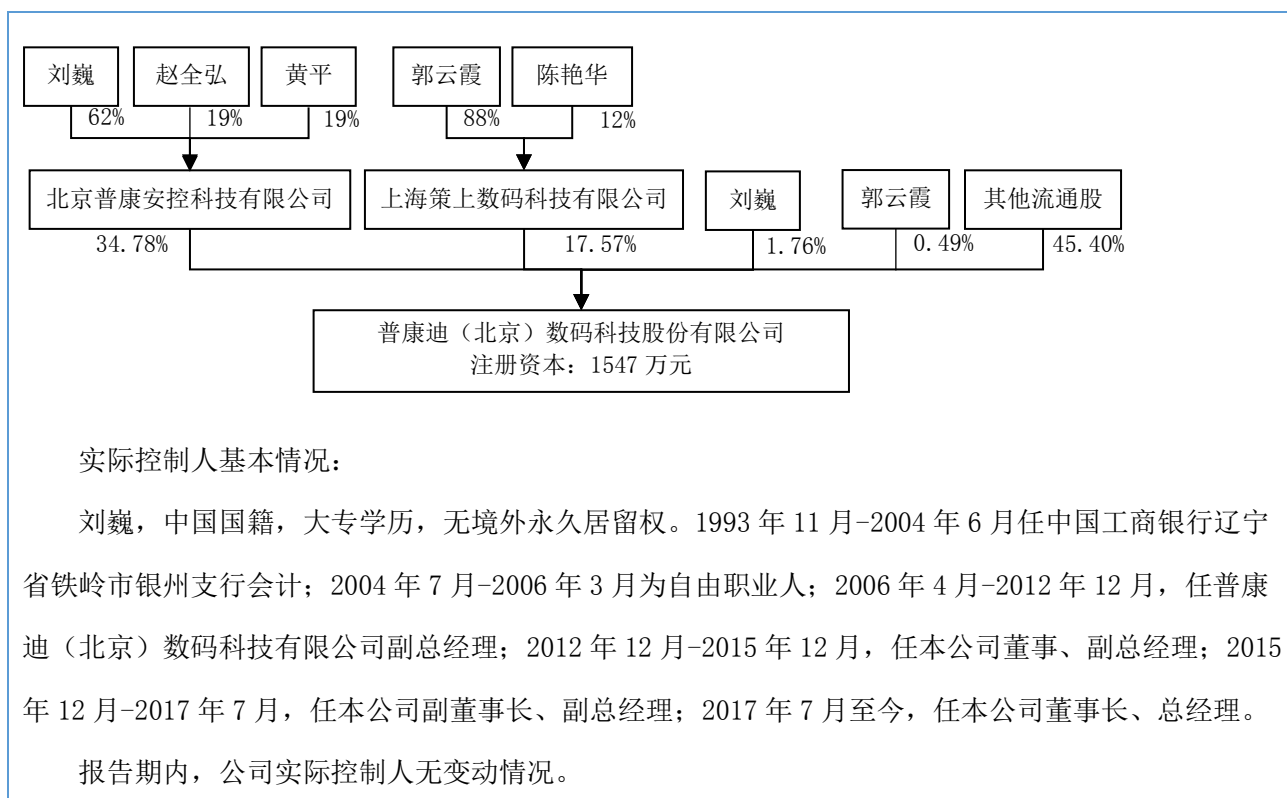 刘巍 赵全弘 黄平 郭云霞 陈艳华
62% 19% 19% 88% 12%
北京普康安控科技有限公司 上海策上数码科技有限公司 刘巍 郭云霞 其他流通股
34.78% 17.57% 1.76% 0.49% 45.40%
普康迪（北京）数码科技股份有限公司
注册资本：1547 万元
实际控制人基本情况：
刘巍，中国国籍，大专学历，无境外永久居留权。1993 年 11 月-2004 年 6 月任中国工商银行辽宁
省铁岭市银州支行会计；2004 年 7 月-2006 年 3 月为自由职业人；2006 年 4 月-2012 年 12 月，任普康
迪（北京）数码科技有限公司副总经理；2012 年 12 月-2015 年 12 月，任本公司董事、副总经理；2015
年 12 月-2017 年 7 月，任本公司副董事长、副总经理；2017 年 7 月至今，任本公司董事长、总经理。
报告期内，公司实际控制人无变动情况。